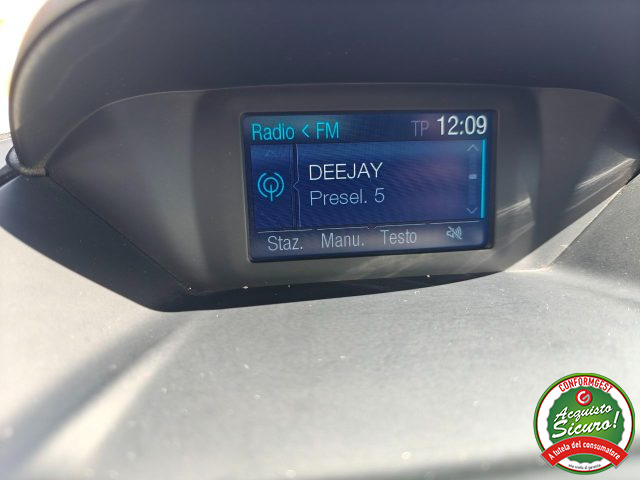 Radio < FM TP 12:09
DEEJAY
Presel. 5
Staz. Manu. Testo
CONFORMGEST
Acquisto
Sicuro!
A tutela del consumatore